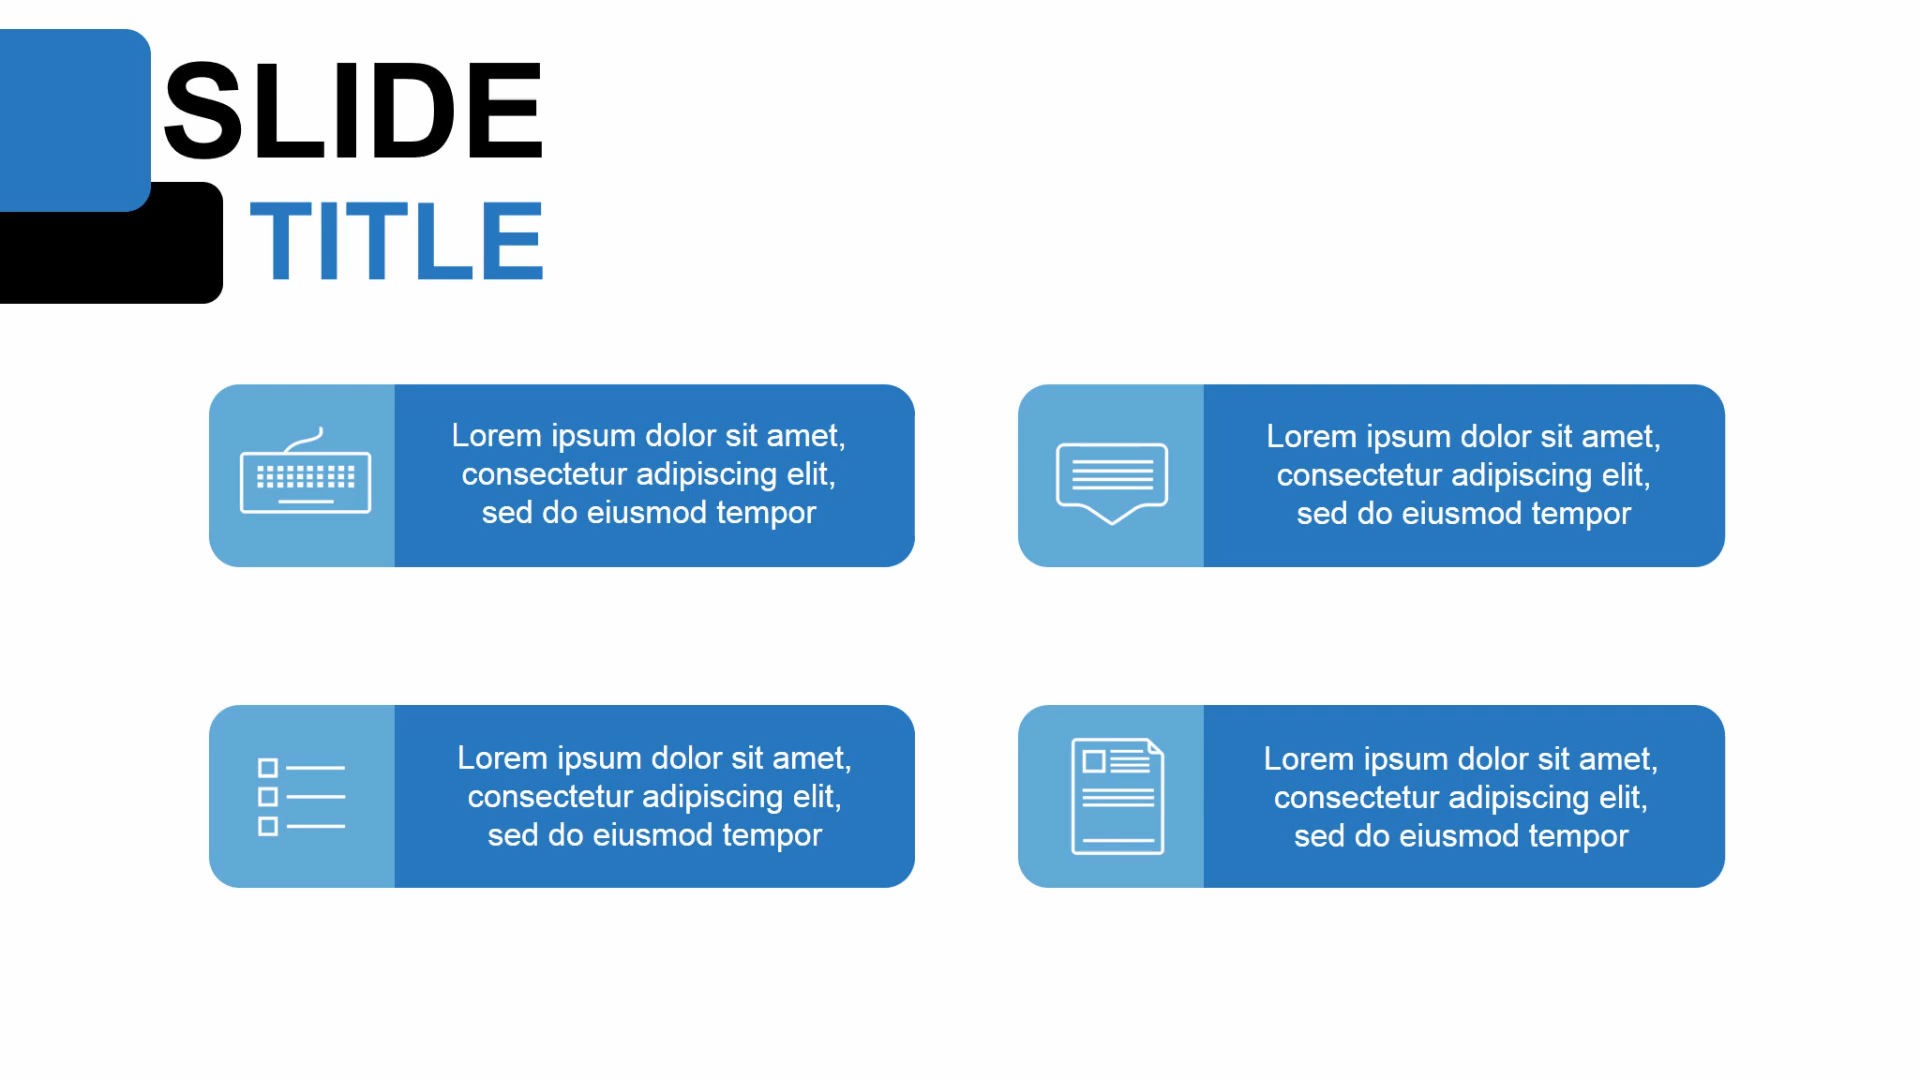 SLIDE
TITLE
Lorem ipsum dolor sit amet,
consectetur adipiscing elit,
sed do eiusmod tempor
Lorem ipsum dolor sit amet,
consectetur adipiscing elit,
sed do eiusmod tempor
Lorem ipsum dolor sit amet,
consectetur adipiscing elit,
sed do eiusmod tempor
Lorem ipsum dolor sit amet,
consectetur adipiscing elit,
sed do eiusmod tempor